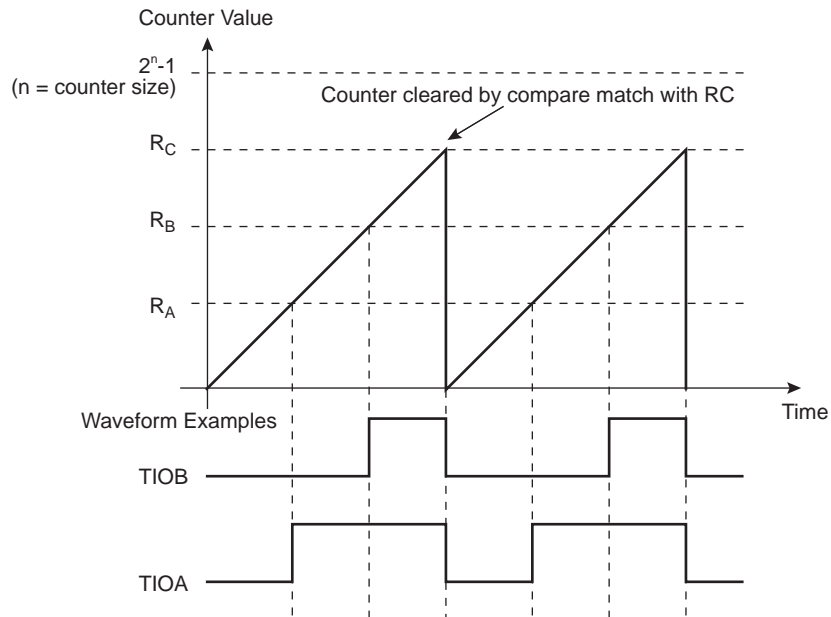 Counter Value
2ⁿ-1
(n = counter size)
Counter cleared by compare match with RC
R_C
R_B
R_A
Time
Waveform Examples
TIOB
TIOA